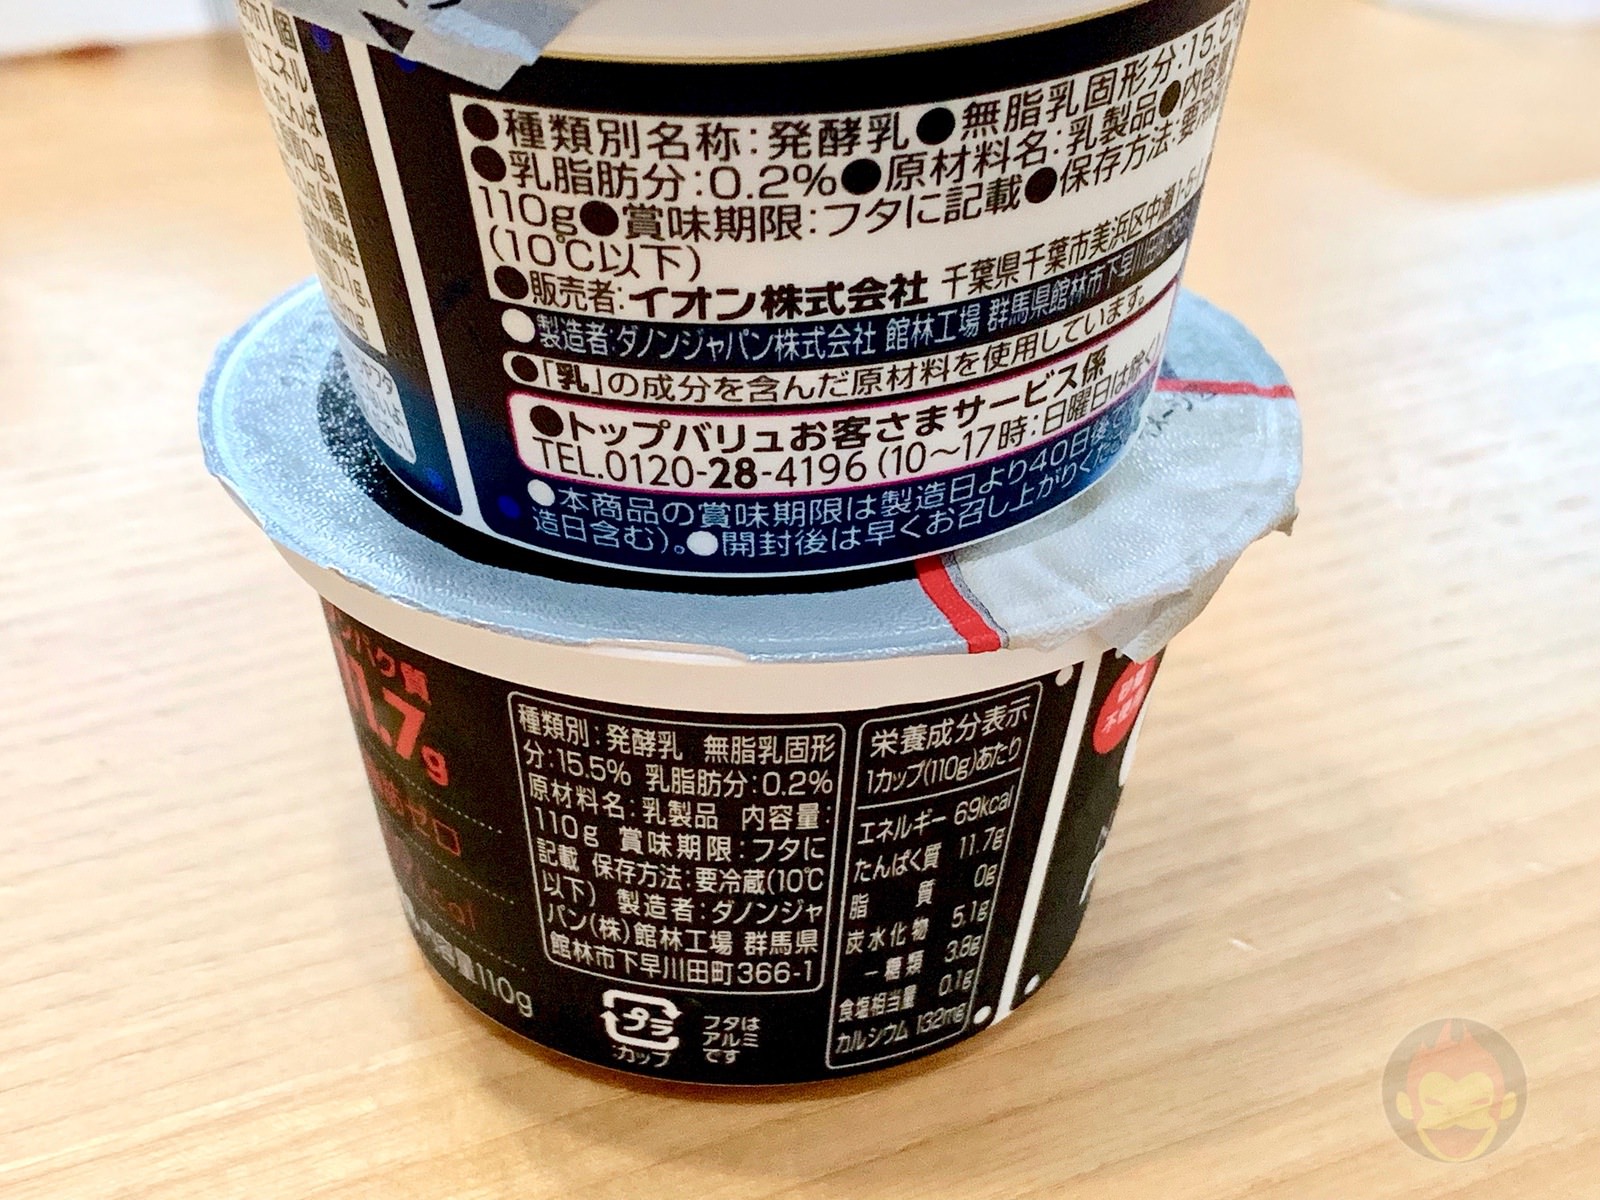 ●種類別名称:発酵乳●無脂乳固形分:15.5%
●乳脂肪分:0.2%●原材料名:乳製品●内容量
110g●賞味期限:フタに記載●保存方法:要冷
(10℃以下)
●販売者:イオン株式会社 千葉県千葉市美浜区中瀬1-5-
●製造者:ダノンジャパン株式会社 館林工場 群馬県館林市下早川田
●「乳」の成分を含んだ原材料を使用しています。
●トップバリュお客さまサービス係
TEL.0120-28-4196(10〜17時:日曜日は除く)
●本商品の賞味期限は製造日より40日後
造日含む)。●開封後は早くお召し上がりくだ
パク質
11.7g
ゼロ
kcal
内容量110g
種類別:発酵乳 無脂乳固形
分:15.5% 乳脂肪分:0.2%
原材料名:乳製品 内容量:
110g 賞味期限:フタに
記載 保存方法:要冷蔵(10℃
以下) 製造者:ダノンジャ
パン(株)館林工場 群馬県
館林市下早川田町366-1
プラ
カップ
フタは
アルミ
です
栄養成分表示
1カップ(110g)あたり
エネルギー 69kcal
たんぱく質 11.7g
脂質 0g
炭水化物 5.1g
-糖類 3.8g
食塩相当量 0.1g
カルシウム 132mg